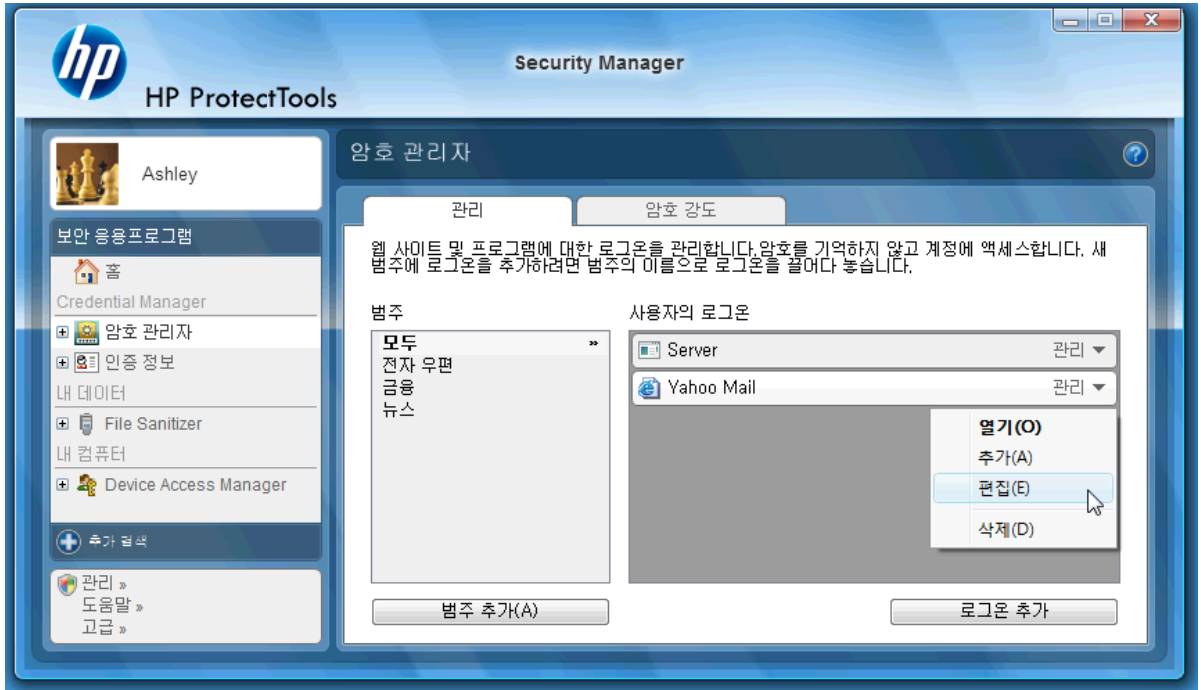 hp
Security Manager
HP ProtectTools
Ashley
보안 응용프로그램
홈
Credential Manager
암호 관리자
인증 정보
내 데이터
File Sanitizer
내 컴퓨터
Device Access Manager
추가 검색
관리 »
도움말 »
고급 »
암호 관리자
?
관리
암호 강도
웹 사이트 및 프로그램에 대한 로그온을 관리합니다.암호를 기억하지 않고 계정에 액세스합니다. 새
범주에 로그온을 추가하려면 범주의 이름으로 로그온을 끌어다 놓습니다.
범주
모두 »
전자 우편
금융
뉴스
범주 추가(A)
사용자의 로그온
Server 관리
Yahoo Mail 관리
열기(O)
추가(A)
편집(E)
삭제(D)
로그온 추가